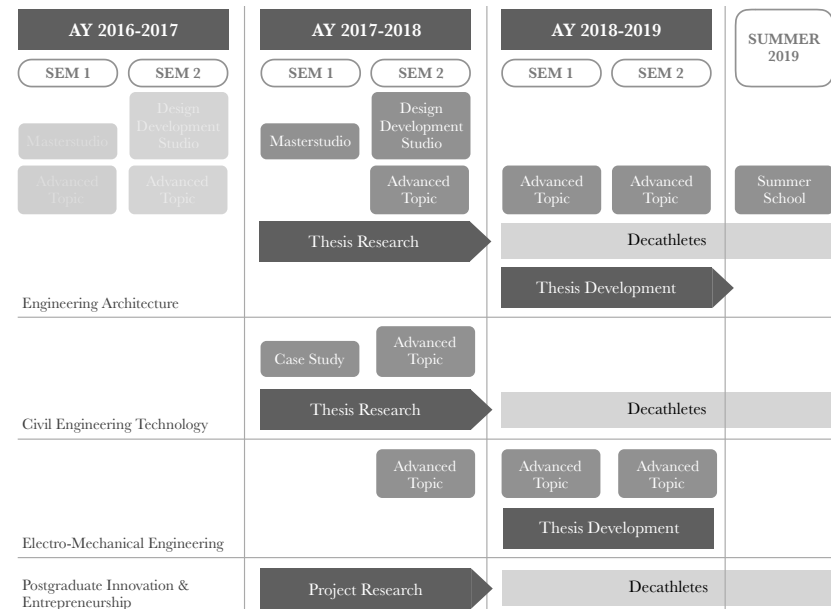 AY 2016-2017
AY 2017-2018
AY 2018-2019
SUMMER
2019
SEM 1
SEM 2
SEM 1
SEM 2
SEM 1
SEM 2
Masterstudio
Design
Development
Studio
Masterstudio
Design
Development
Studio
Advanced
Topic
Advanced
Topic
Advanced
Topic
Advanced
Topic
Advanced
Topic
Summer
School
Thesis Research
Decathletes
Thesis Development
Engineering Architecture
Case Study
Advanced
Topic
Thesis Research
Decathletes
Civil Engineering Technology
Advanced
Topic
Advanced
Topic
Advanced
Topic
Thesis Development
Electro-Mechanical Engineering
Postgraduate Innovation &
Entrepreneurship
Project Research
Decathletes